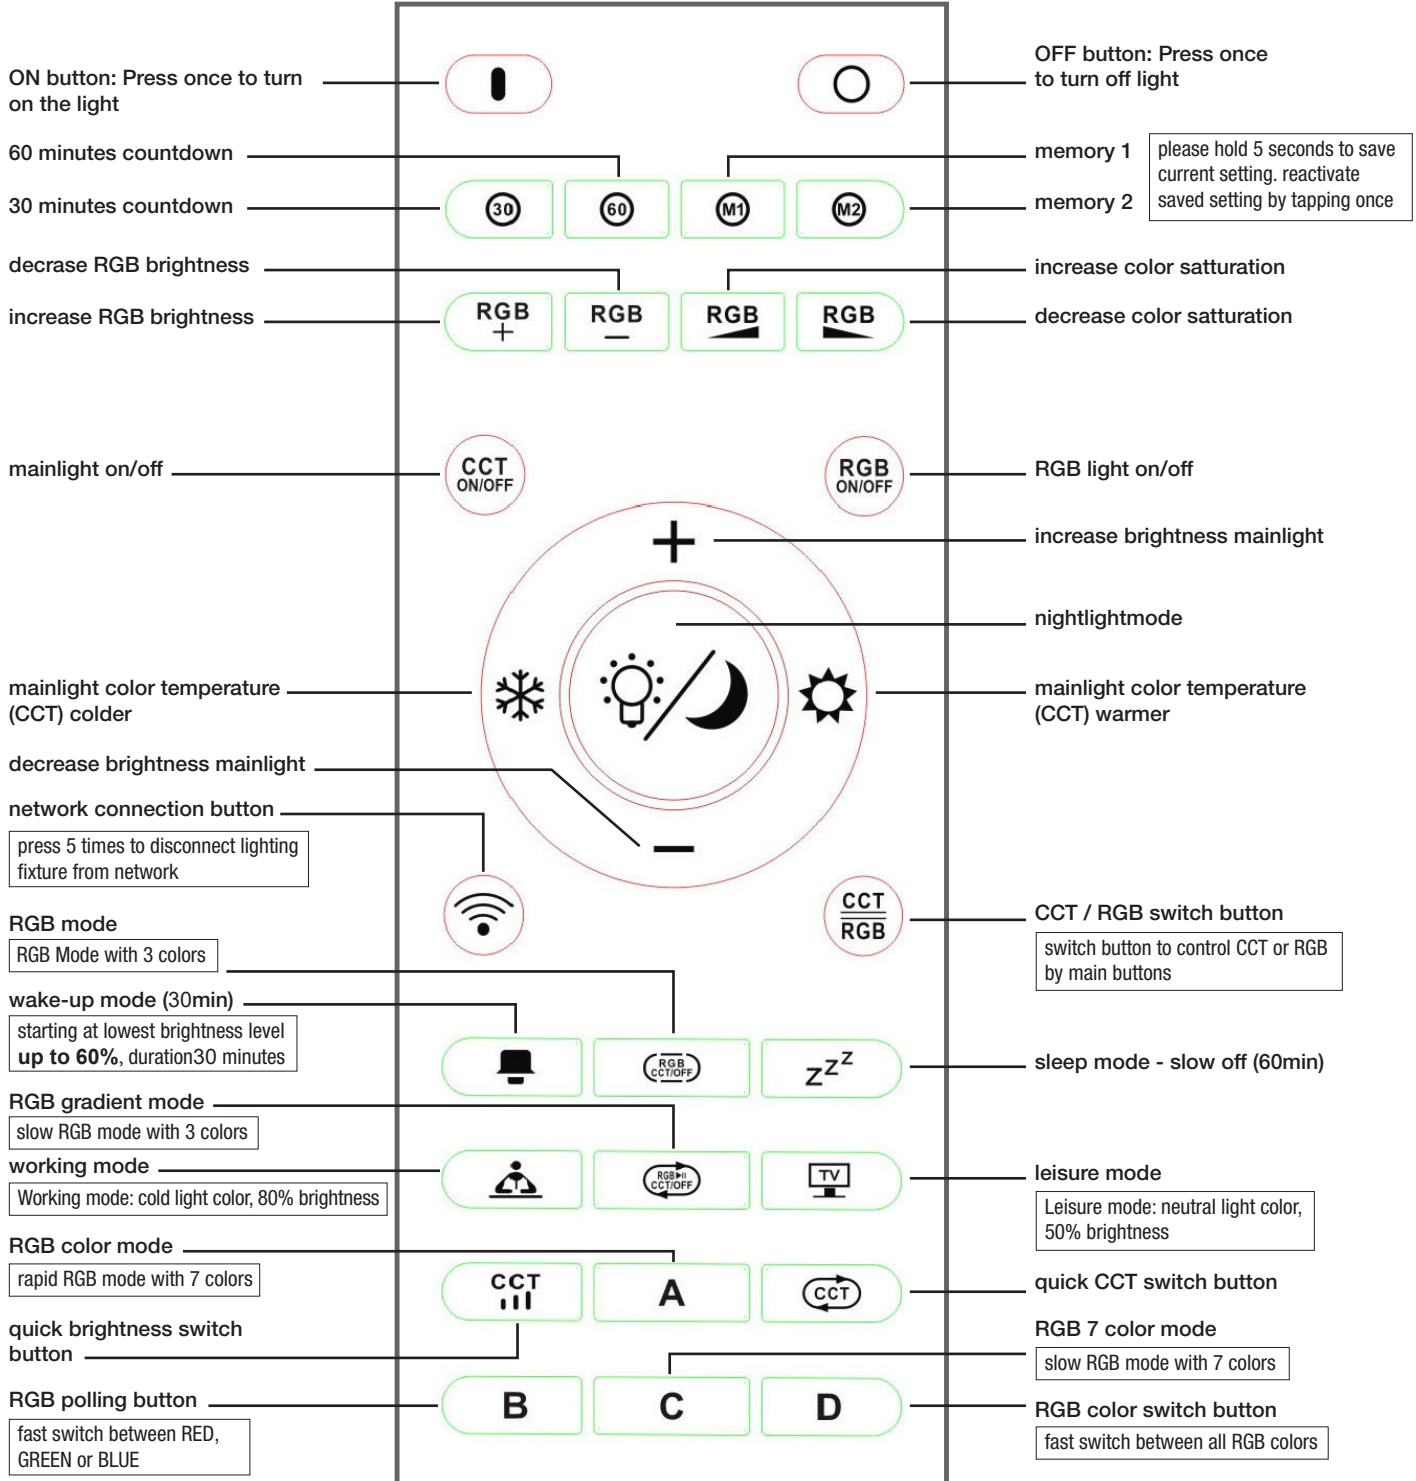 ON button: Press once to turn
on the light
OFF button: Press once
to turn off light
60 minutes countdown
30 minutes countdown
memory 1
memory 2
please hold 5 seconds to save
current setting. reactivate
saved setting by tapping once
30
60
M1
M2
decrase RGB brightness
increase RGB brightness
increase color satturation
decrease color satturation
RGB
+
RGB
−
RGB
RGB
mainlight on/off
CCT
ON/OFF
RGB
ON/OFF
RGB light on/off
+
increase brightness mainlight
nightlightmode
mainlight color temperature
(CCT) colder
mainlight color temperature
(CCT) warmer
decrease brightness mainlight
−
network connection button
press 5 times to disconnect lighting
fixture from network
CCT
RGB
CCT / RGB switch button
switch button to control CCT or RGB
by main buttons
RGB mode
RGB Mode with 3 colors
wake-up mode (30min)
starting at lowest brightness level
up to 60%, duration30 minutes
RGB
CCT/OFF
zzZ
sleep mode - slow off (60min)
RGB gradient mode
slow RGB mode with 3 colors
working mode
Working mode: cold light color, 80% brightness
RGB
CCT/OFF
TV
leisure mode
Leisure mode: neutral light color,
50% brightness
RGB color mode
rapid RGB mode with 7 colors
CCT
A
CCT
quick CCT switch button
quick brightness switch
button
RGB 7 color mode
slow RGB mode with 7 colors
RGB polling button
fast switch between RED,
GREEN or BLUE
B
C
D
RGB color switch button
fast switch between all RGB colors